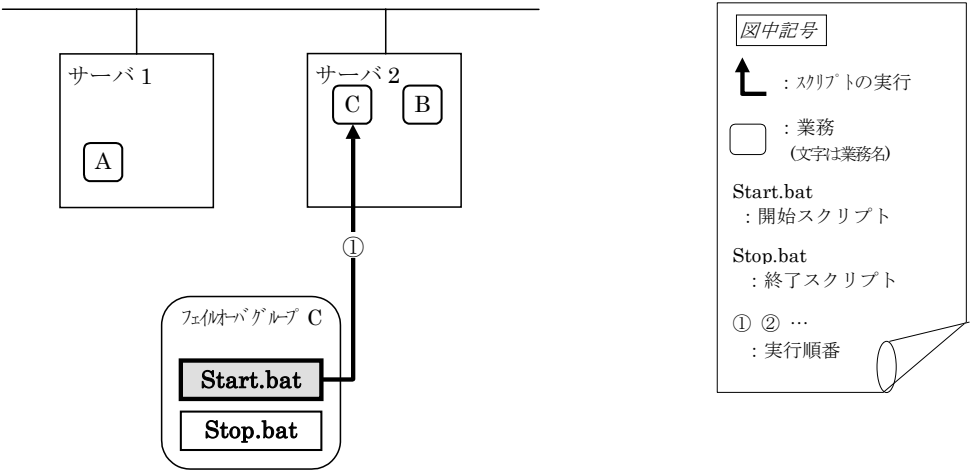 サーバ 1
サーバ 2
C
B
A
①
ﾌｪｲﾙｵｰﾊﾞｸﾞﾙｰﾌﾟ C
Start.bat
Stop.bat
図中記号
：ｽｸﾘﾌﾟﾄの実行
：業務
(文字は業務名)
Start.bat
：開始スクリプト
Stop.bat
：終了スクリプト
① ② …
：実行順番